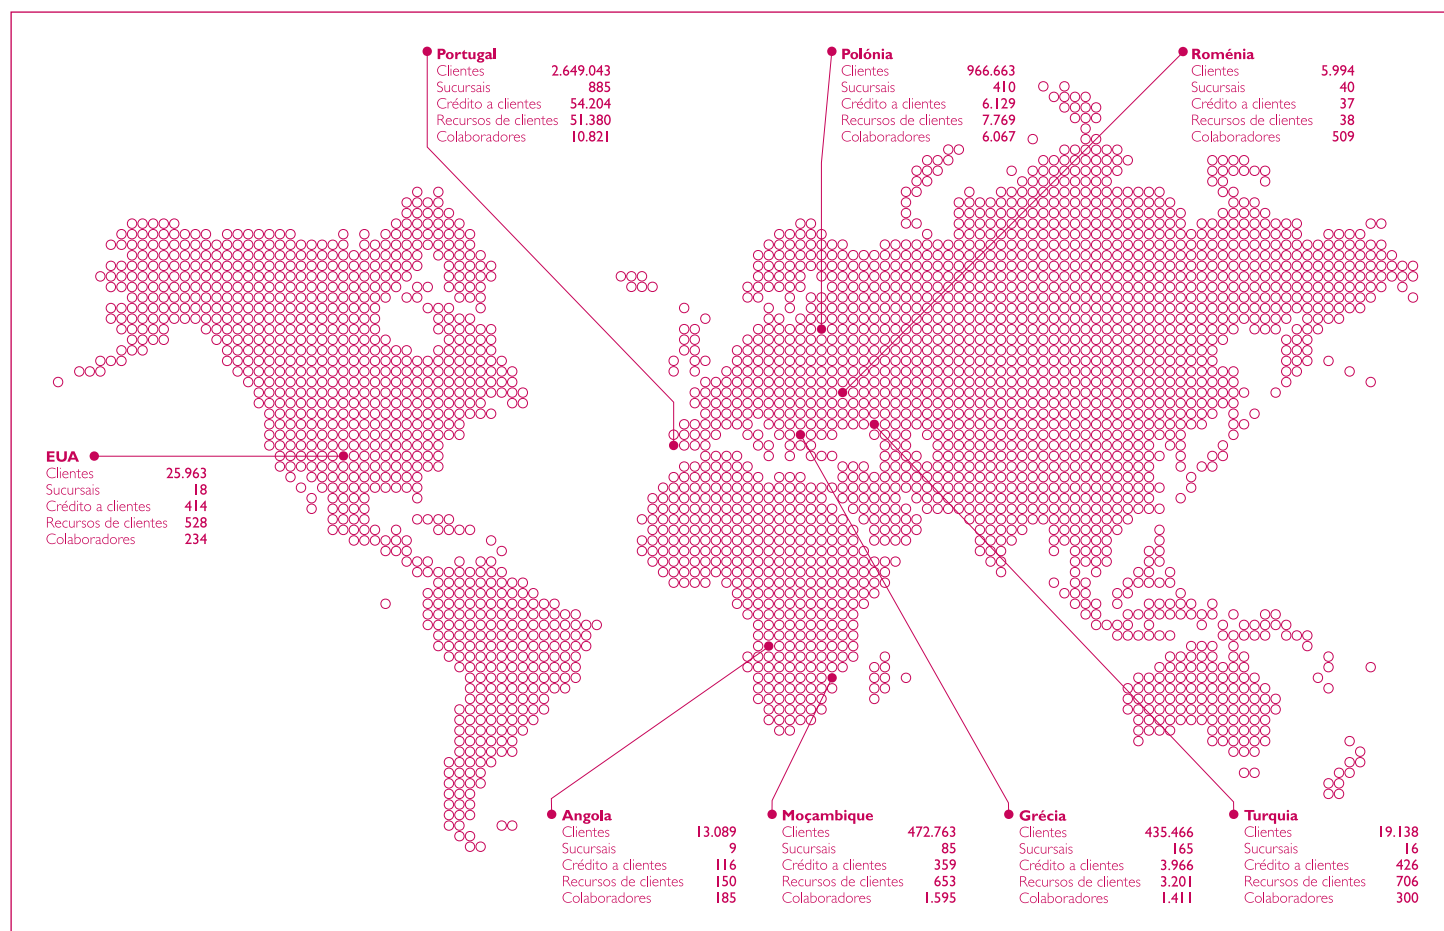 Portugal
Clientes 2.649.043
Sucursais 885
Crédito a clientes 54.204
Recursos de clientes 51.380
Colaboradores 10.821
Polónia
Clientes 966.663
Sucursais 410
Crédito a clientes 6.129
Recursos de clientes 7.769
Colaboradores 6.067
Roménia
Clientes 5.994
Sucursais 40
Crédito a clientes 37
Recursos de clientes 38
Colaboradores 509
EUA
Clientes 25.963
Sucursais 18
Crédito a clientes 414
Recursos de clientes 528
Colaboradores 234
Angola
Clientes 13.089
Sucursais 9
Crédito a clientes 116
Recursos de clientes 150
Colaboradores 185
Moçambique
Clientes 472.763
Sucursais 85
Crédito a clientes 359
Recursos de clientes 653
Colaboradores 1.595
Grécia
Clientes 435.466
Sucursais 165
Crédito a clientes 3.966
Recursos de clientes 3.201
Colaboradores 1.411
Turquia
Clientes 19.138
Sucursais 16
Crédito a clientes 426
Recursos de clientes 706
Colaboradores 300